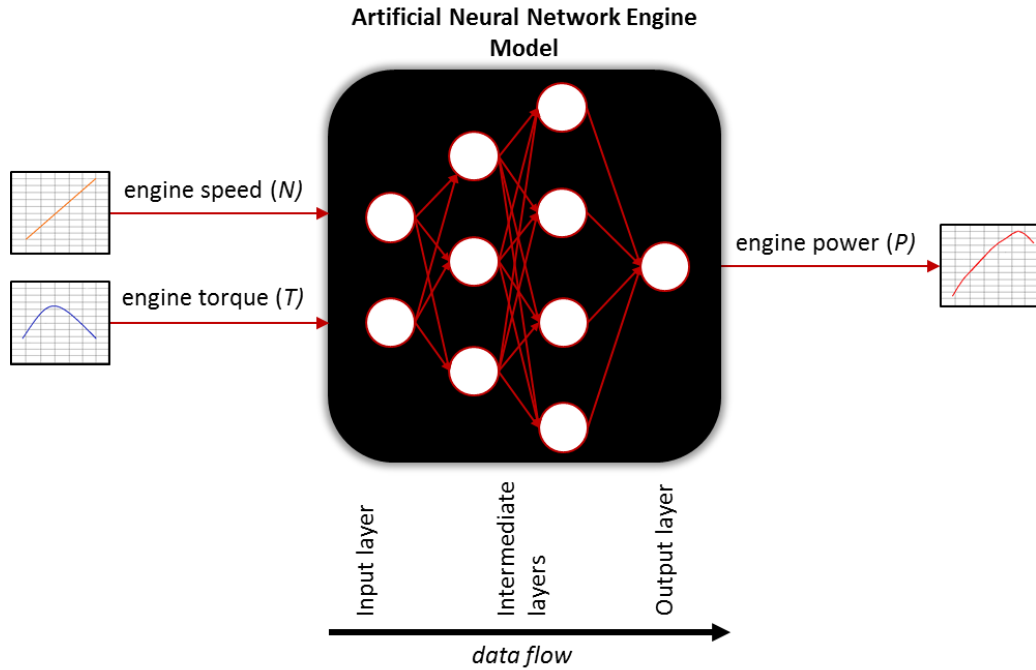 Artificial Neural Network Engine
Model
engine speed (N)
engine torque (T)
engine power (P)
Input layer
Intermediate
layers
Output layer
data flow